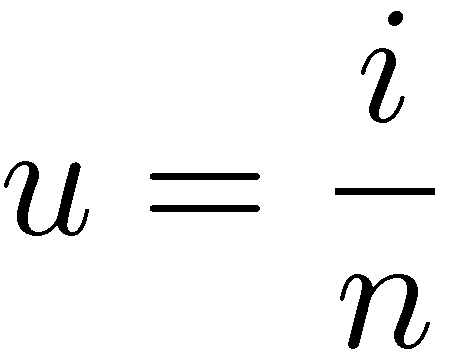 u = i/n